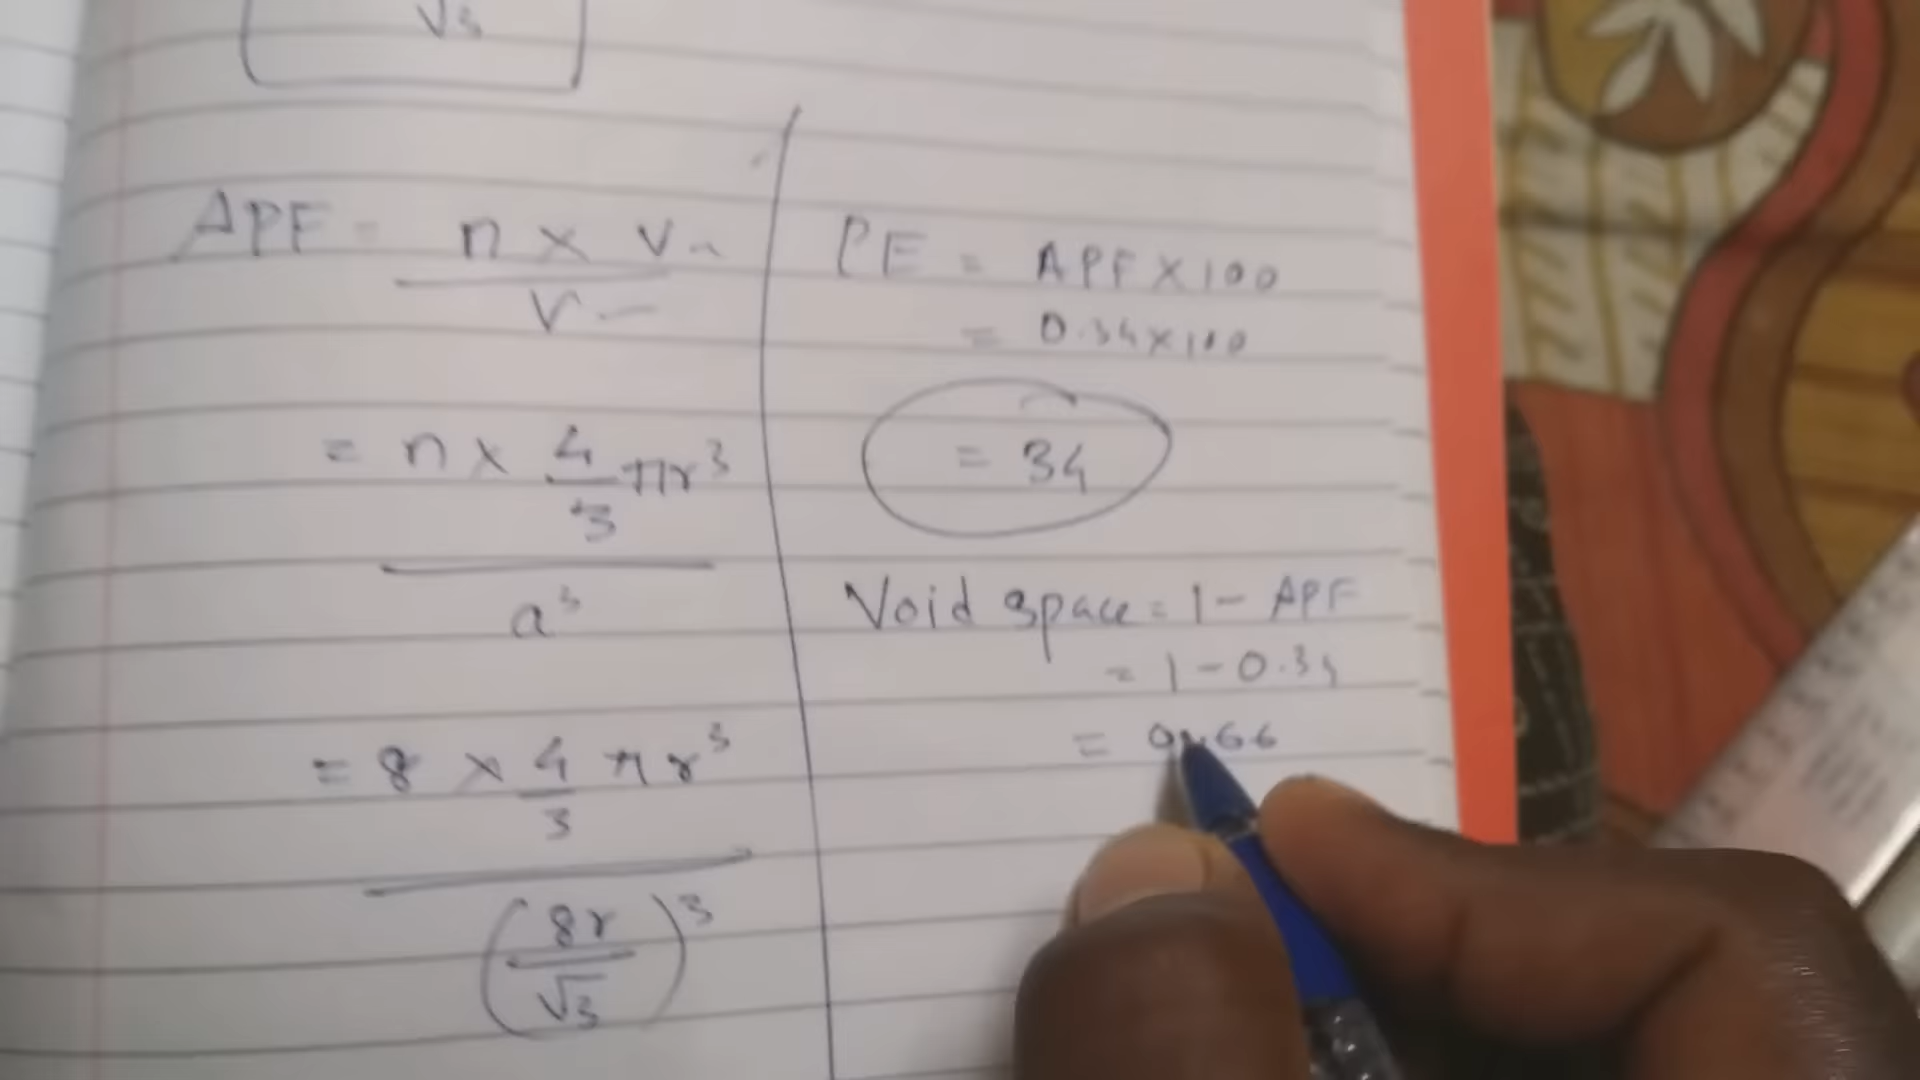 √3
APF = n × V
V
= n × 4/3 πr³
a³
= 8 × 4/3 πr³
(8r/√3)³
PE = APF × 100
= 0.34 × 100
= 34
Void space = 1 - APF
= 1 - 0.34
= 0.66